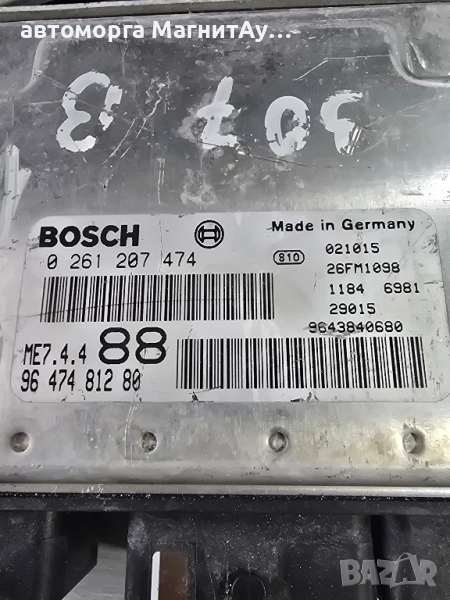 автоморга МагнитАу...
307 B
BOSCH
Made in Germany
0 261 207 474
810
021015
26FM1098
1184 6981
29015
9643840680
ME7.4.4 88
96 474 812 80
BAZAR